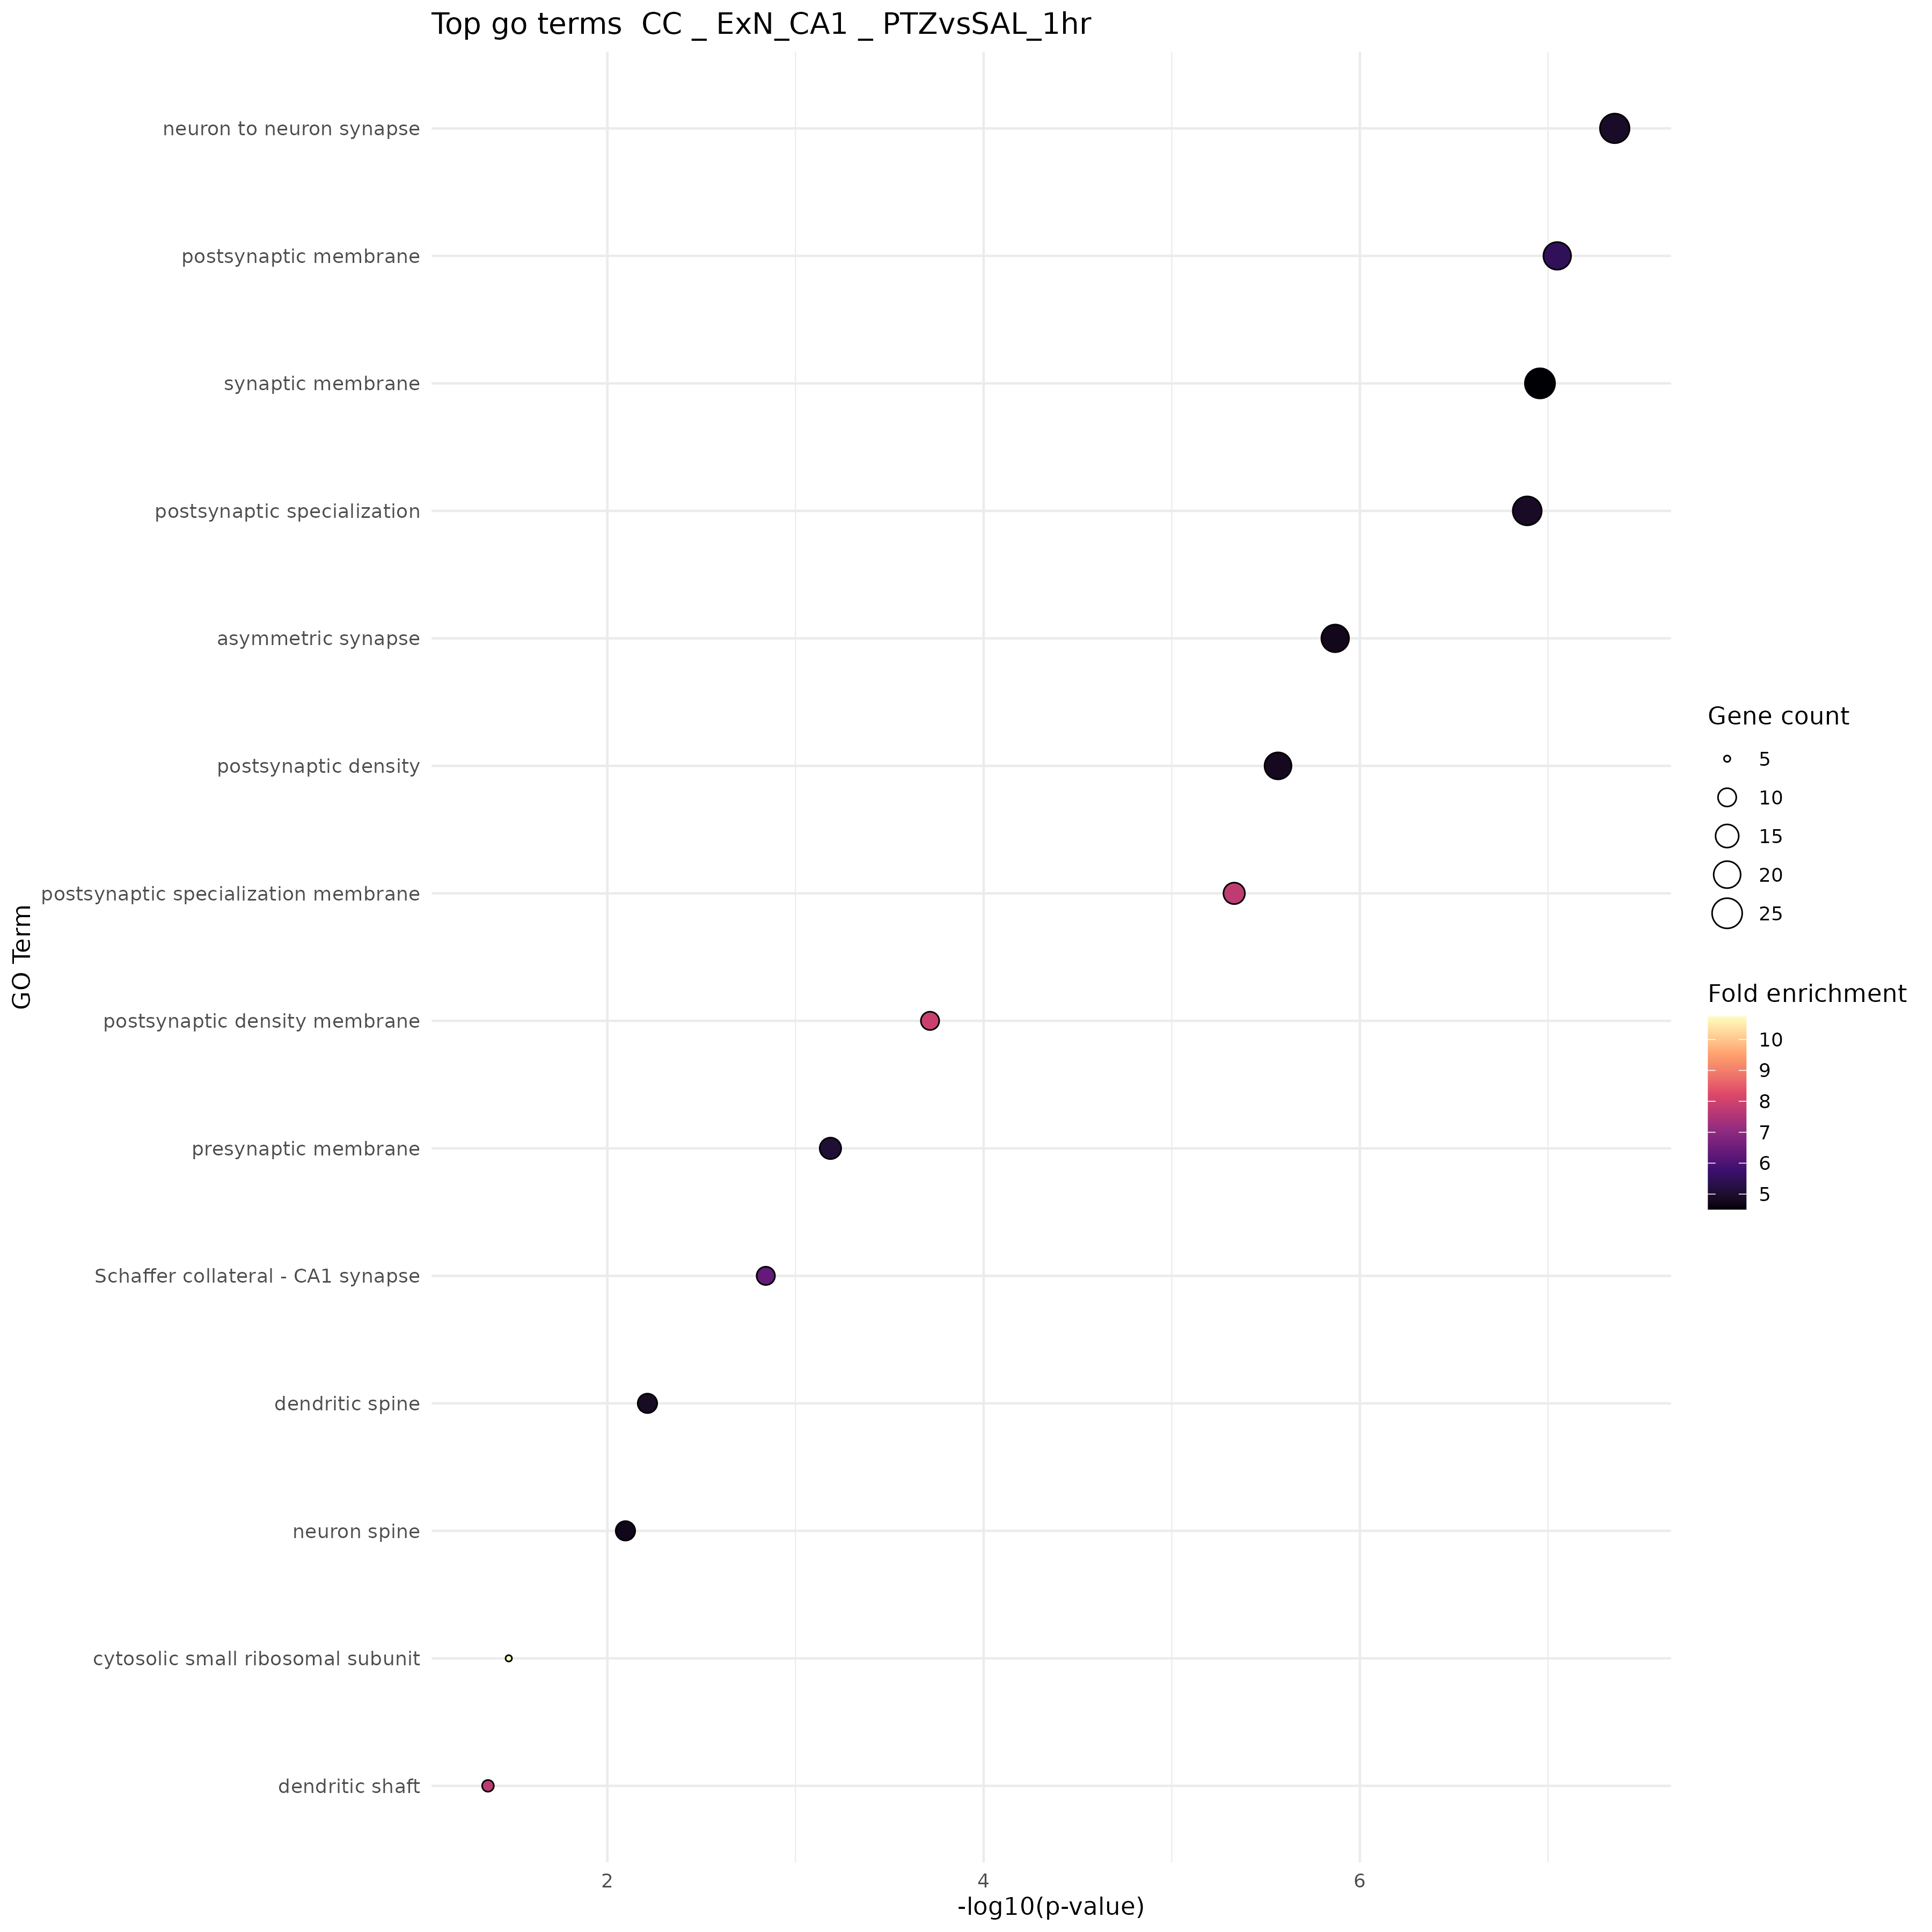 Top go terms  CC _ ExN_CA1 _ PTZvsSAL_1hr
GO Term
neuron to neuron synapse
postsynaptic membrane
synaptic membrane
postsynaptic specialization
asymmetric synapse
postsynaptic density
postsynaptic specialization membrane
postsynaptic density membrane
presynaptic membrane
Schaffer collateral - CA1 synapse
dendritic spine
neuron spine
cytosolic small ribosomal subunit
dendritic shaft
2
4
6
-log10(p-value)
Gene count
5
10
15
20
25
Fold enrichment
10
9
8
7
6
5